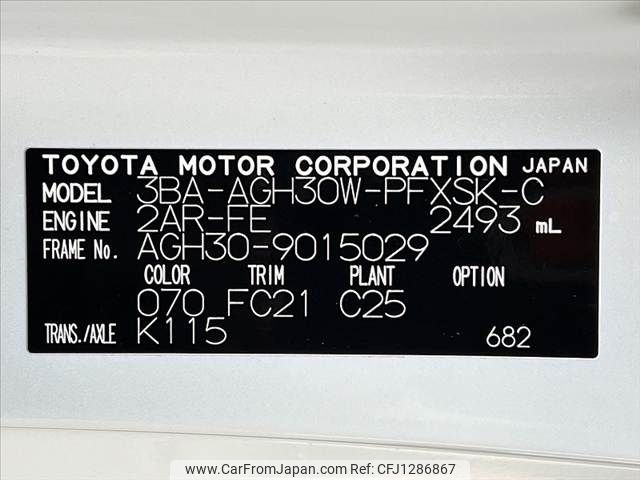 TOYOTA MOTOR CORPORATION JAPAN
MODEL 3BA-AGH30W-PFXSK-C
ENGINE 2AR-FE 2493 mL
FRAME No. AGH30-9015029
COLOR TRIM PLANT OPTION
070 FC21 C25
TRANS./AXLE K115 682
www.CarFromJapan.com - CFJ1286867